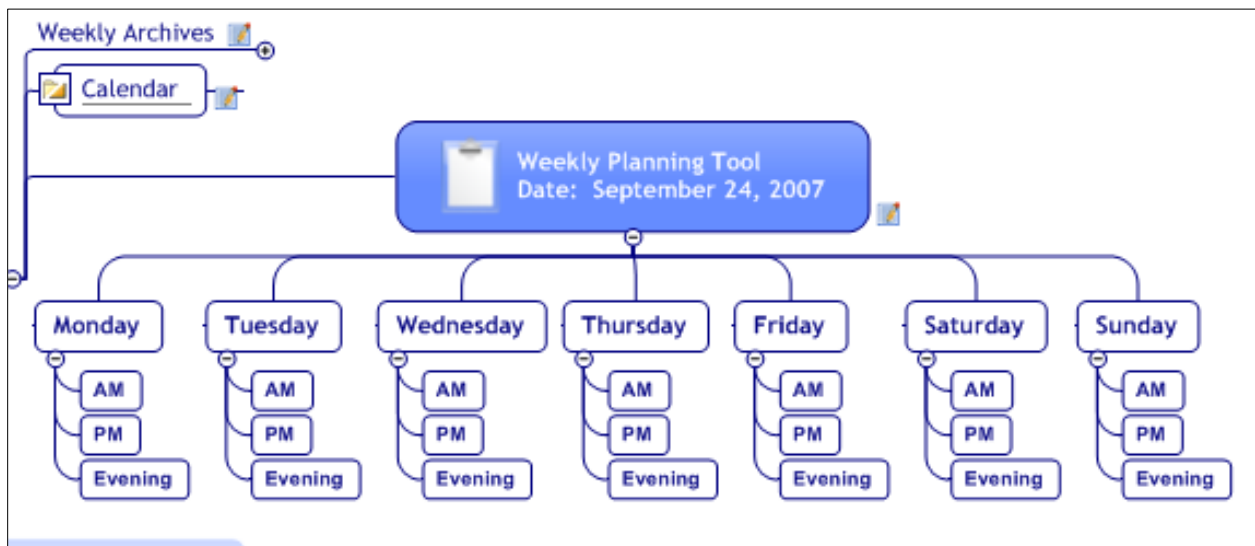 Weekly Archives
Calendar
Weekly Planning Tool
Date: September 24, 2007
Monday Tuesday Wednesday Thursday Friday Saturday Sunday
AM AM AM AM AM AM AM
PM PM PM PM PM PM PM
Evening Evening Evening Evening Evening Evening Evening